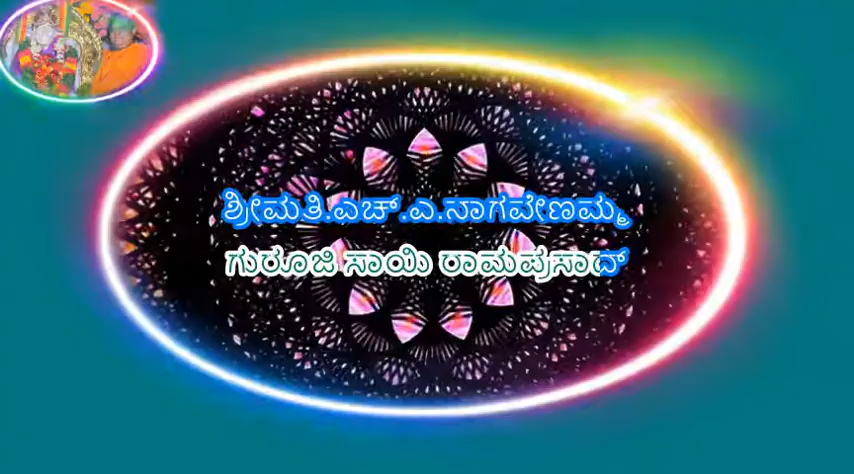 ಶ್ರೀಮತಿ.ಎಚ್.ಎ.ನಾಗವೇಣಮ್ಮ
ಗುರೂಜಿ ಸಾಯಿ ರಾಮಪ್ರಸಾದ್